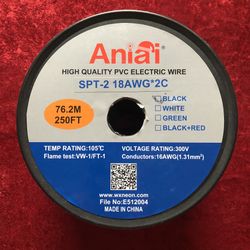 Aniai
HIGH QUALITY PVC ELECTRIC WIRE
SPT-2 18AWG*2C
76.2M
250FT
BLACK
WHITE
GREEN
BLACK+RED
TEMP RATING:105℃ VOLTAGE RATING:300V
Flame test:VW-1/FT-1 Conductors:16AWG(1.31mm²)
www.wxneon.com
File No:E512004
MADE IN CHINA